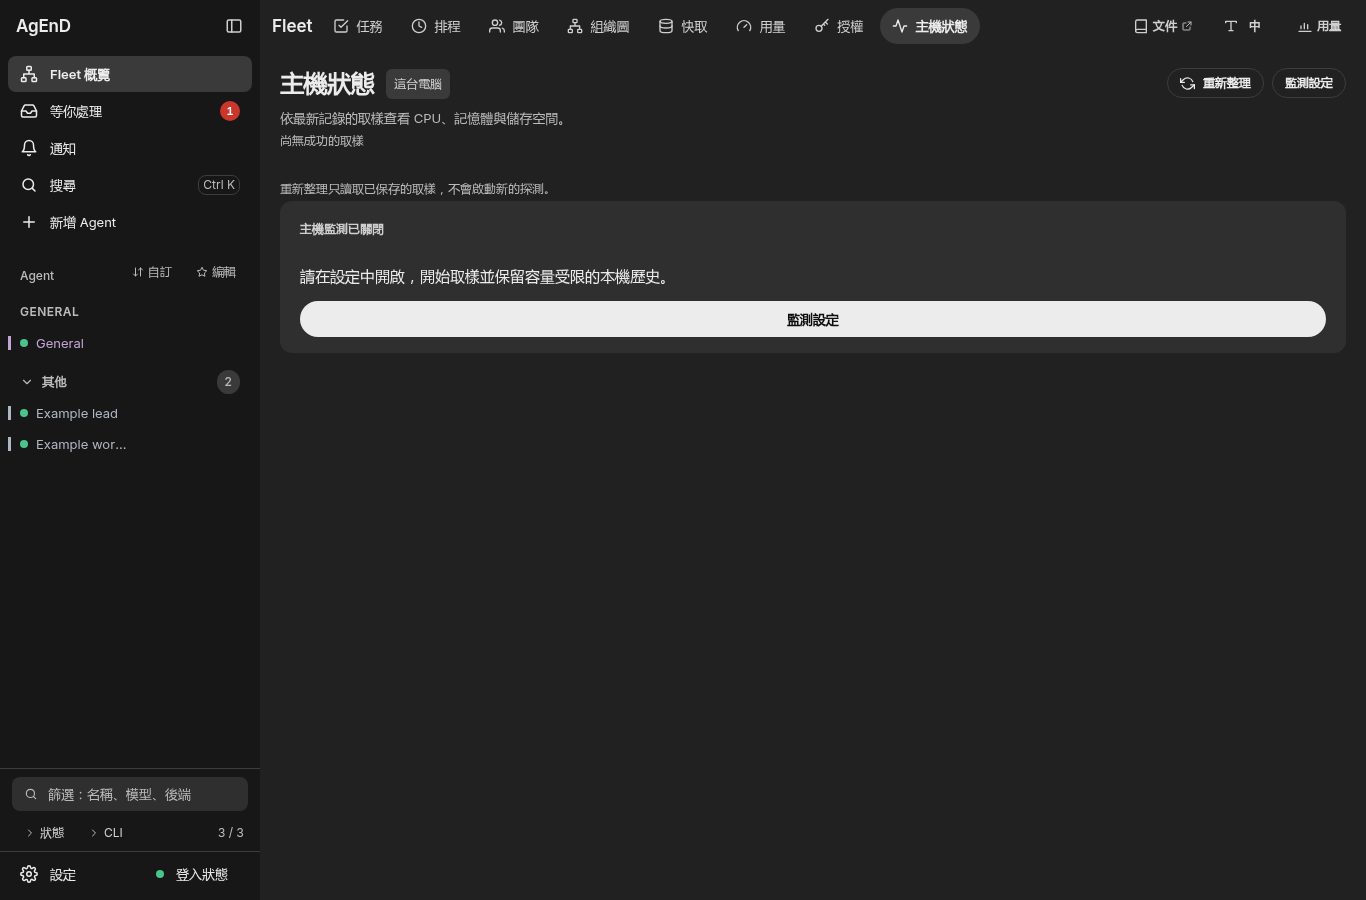 AgEnD
Fleet 概覽
等你處理 1
通知
搜尋 Ctrl K
新增 Agent
Agent 自訂 編輯
GENERAL
General
其他 2
Example lead
Example wor...
篩選：名稱、模型、後端
狀態 CLI 3 / 3
設定 登入狀態
Fleet 任務 排程 團隊 組織圖 快取 用量 授權 主機狀態 文件 中 用量
主機狀態 這台電腦 重新整理 監測設定
依最新記錄的取樣查看 CPU、記憶體與儲存空間。
尚無成功的取樣
重新整理只讀取已保存的取樣，不會啟動新的探測。
主機監測已關閉
請在設定中開啟，開始取樣並保留容量受限的本機歷史。
監測設定